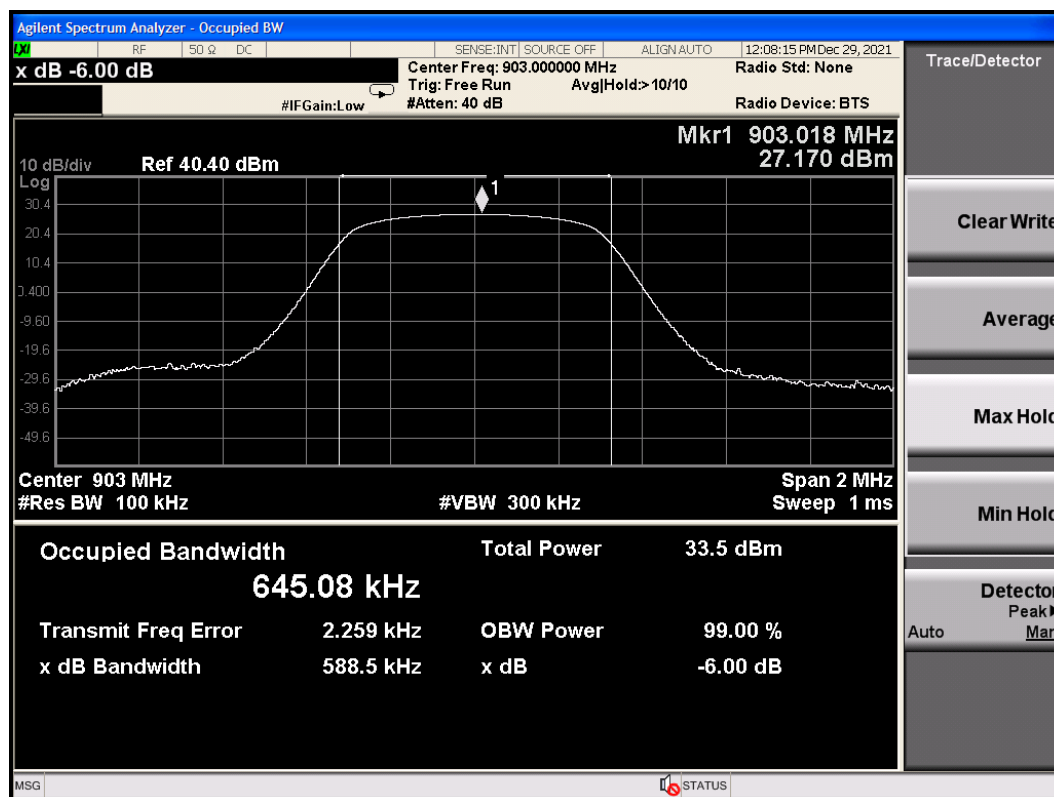 Agilent Spectrum Analyzer - Occupied BW
LXI RF 50 Ω DC SENSE:INT SOURCE OFF ALIGN AUTO 12:08:15 PM Dec 29, 2021
x dB -6.00 dB
Center Freq: 903.000000 MHz
Radio Std: None
Trig: Free Run Avg|Hold:> 10/10
#IFGain:Low #Atten: 40 dB
Radio Device: BTS
Mkr1 903.018 MHz
27.170 dBm
10 dB/div Ref 40.40 dBm
Log
30.4
20.4
10.4
0.400
-9.60
-19.6
-29.6
-39.6
-49.6
1
Center 903 MHz Span 2 MHz
#Res BW 100 kHz #VBW 300 kHz Sweep 1 ms
Occupied Bandwidth Total Power 33.5 dBm
645.08 kHz
Transmit Freq Error 2.259 kHz OBW Power 99.00 %
x dB Bandwidth 588.5 kHz x dB -6.00 dB
MSG STATUS
Trace/Detector
Clear Write
Average
Max Hold
Min Hold
Detector
Peak
Auto Man